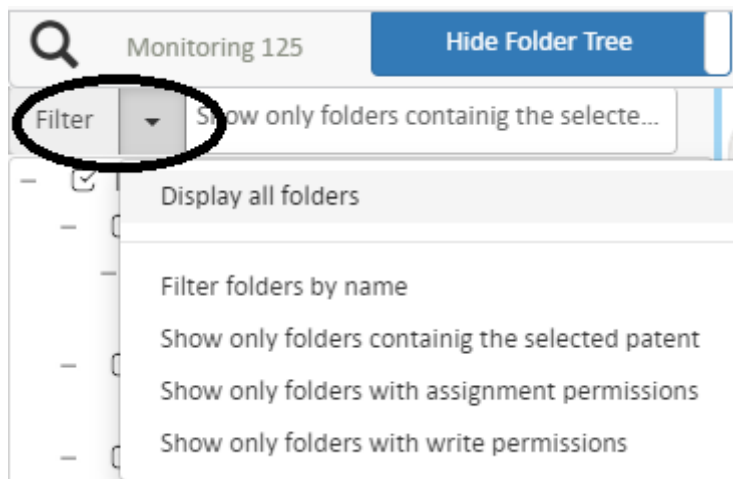 Monitoring 125 Hide Folder Tree
Filter Show only folders containig the selecte...
Display all folders
Filter folders by name
Show only folders containig the selected patent
Show only folders with assignment permissions
Show only folders with write permissions